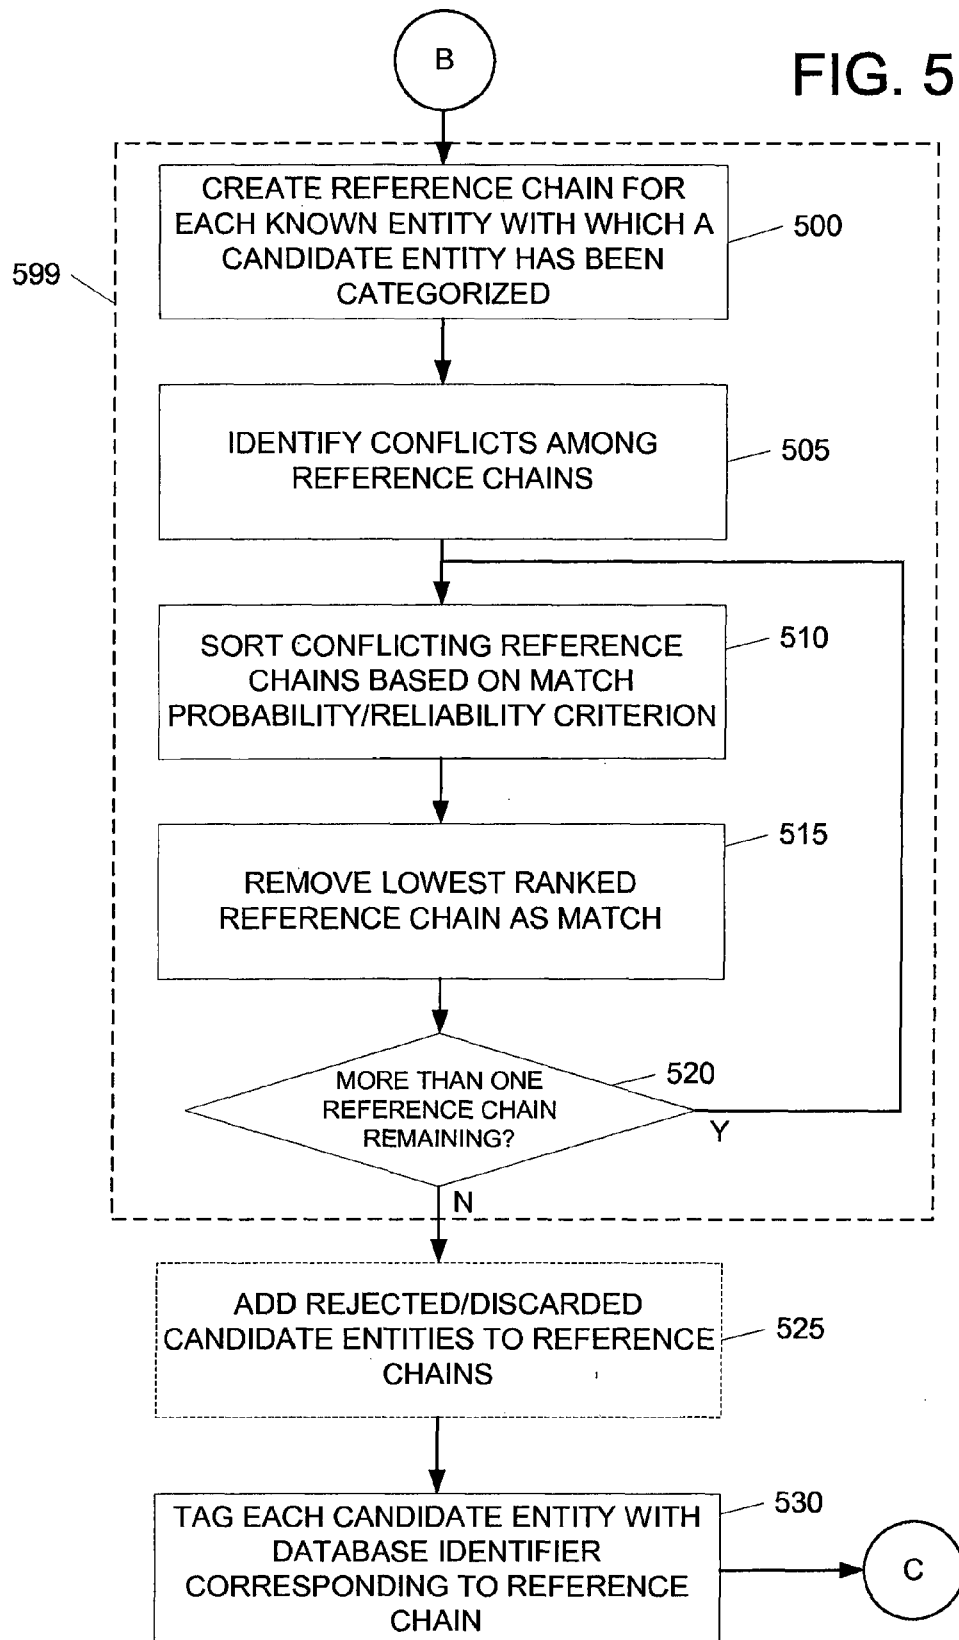 B
FIG. 5
CREATE REFERENCE CHAIN FOR
EACH KNOWN ENTITY WITH WHICH A
CANDIDATE ENTITY HAS BEEN
CATEGORIZED
500
599
IDENTIFY CONFLICTS AMONG
REFERENCE CHAINS
505
SORT CONFLICTING REFERENCE
CHAINS BASED ON MATCH
PROBABILITY/RELIABILITY CRITERION
510
REMOVE LOWEST RANKED
REFERENCE CHAIN AS MATCH
515
MORE THAN ONE
REFERENCE CHAIN
REMAINING?
520
Y
N
ADD REJECTED/DISCARDED
CANDIDATE ENTITIES TO REFERENCE
CHAINS
525
TAG EACH CANDIDATE ENTITY WITH
DATABASE IDENTIFIER
CORRESPONDING TO REFERENCE
CHAIN
530
C